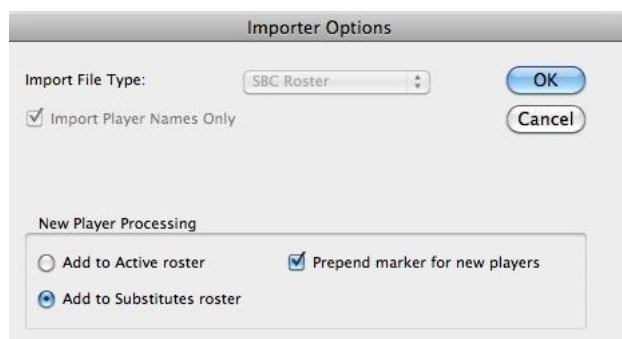 Importer Options
Import File Type: SBC Roster OK
Import Player Names Only Cancel
New Player Processing
Add to Active roster Prepend marker for new players
Add to Substitutes roster